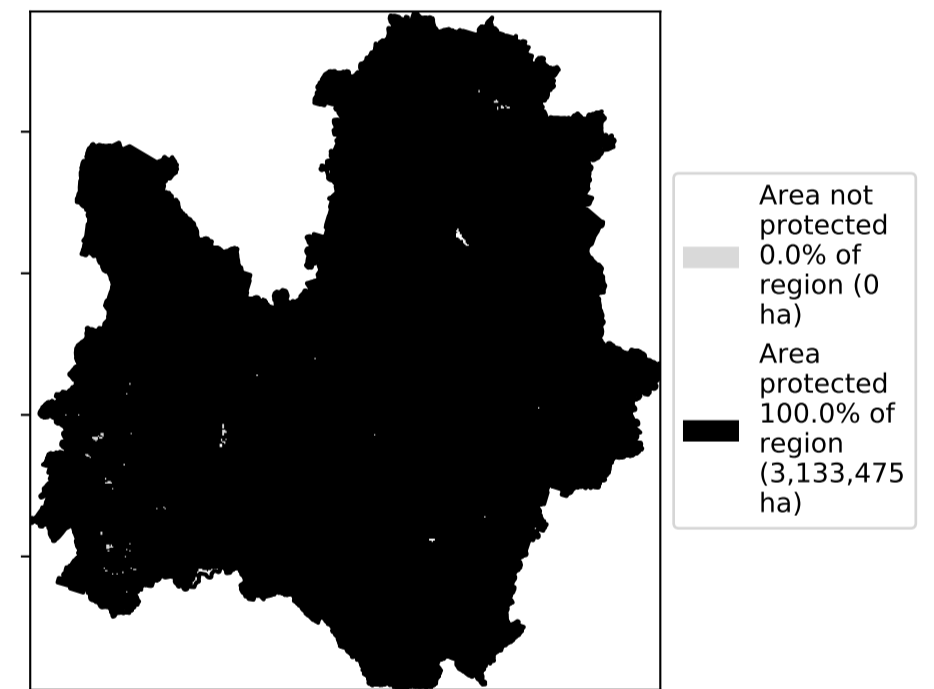 Area not
protected
0.0% of
region (0
ha)
Area
protected
100.0% of
region
(3,133,475
ha)